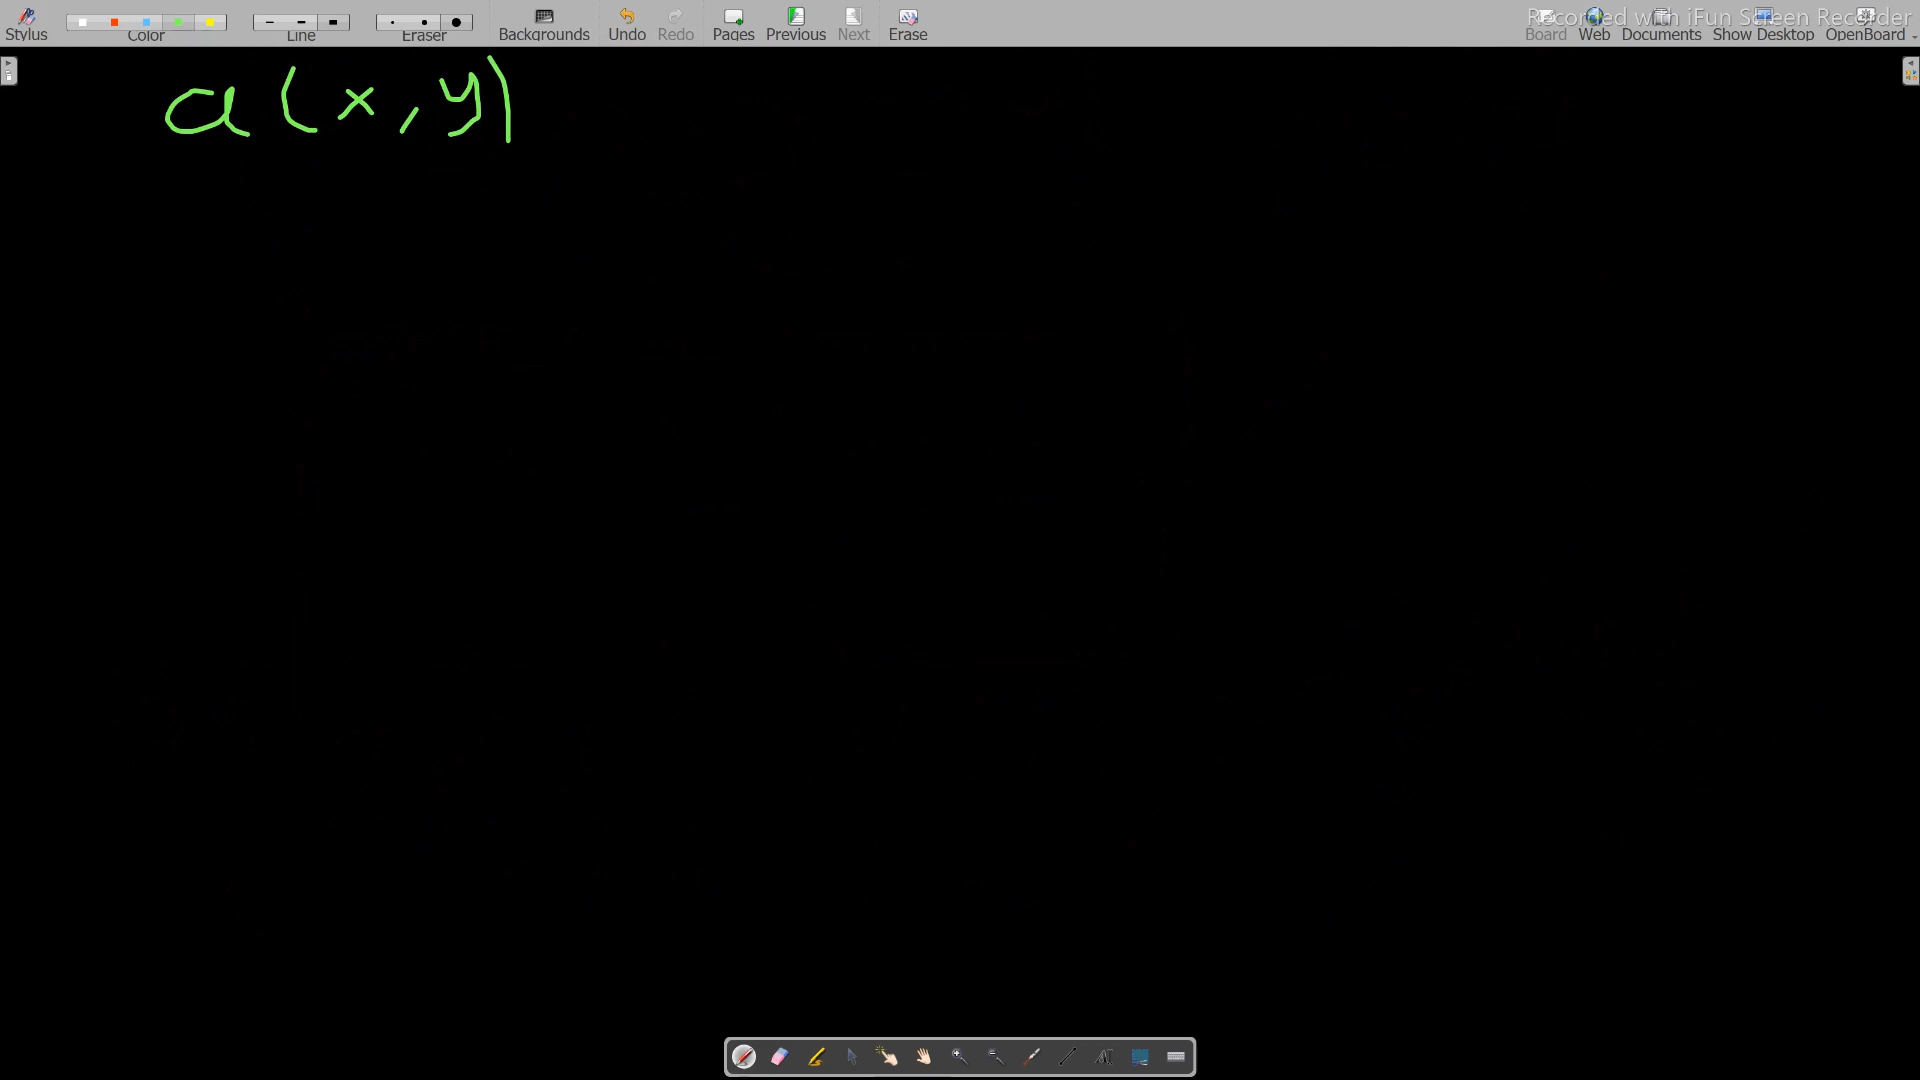 Stylus Color Line Eraser Backgrounds Undo Redo Pages Previous Next Erase Board Web Documents Show Desktop OpenBoard
Recorded with iFun Screen Recorder
a(x,y)